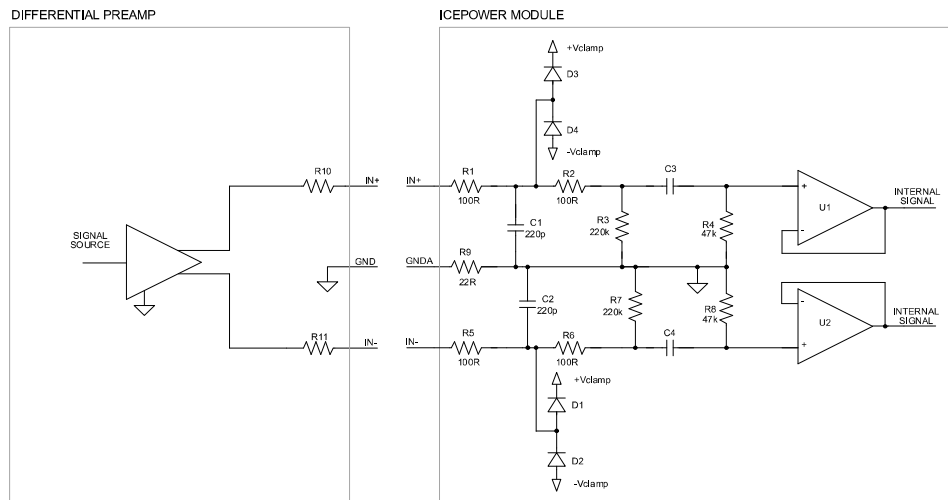 DIFFERENTIAL PREAMP
ICEPOWER MODULE
+Vclamp
D3
D4
-Vclamp
R10
IN+
IN+
R1
100R
R2
100R
C3
C1
220p
R3
220k
R4
47k
+
-
U1
INTERNAL
SIGNAL
SIGNAL
SOURCE
GND
GNDA
R9
22R
C2
220p
R7
220k
R8
47k
-
+
U2
INTERNAL
SIGNAL
R11
IN-
IN-
R5
100R
R6
100R
C4
+Vclamp
D1
D2
-Vclamp